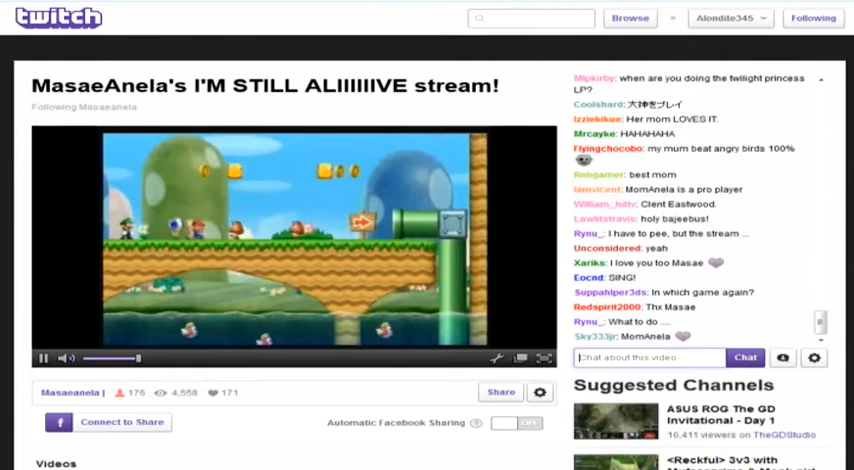 twitch
Browse
Alondite345
Following
MasaeAnela's I'M STILL ALIIIIIIVE stream!
Following Masaeanela
Mlpkirby: when are you doing the twilight princess
LP?
Coolshard: 大神をプレイ
Izziekikue: Her mom LOVES IT.
Mrcayke: HAHAHAHA
Flyingchocobo: my mum beat angry birds 100%
Rnhgamer: best mom
Iamvicent: MomAnela is a pro player
William_hdtv: Clent Eastwood.
Lawlitstravis: holy bajeebus!
Rynu_: I have to pee, but the stream ...
Unconsidered: yeah
Xariks: I love you too Masae
Eocnd: SING!
Suppahlper3ds: In which game again?
Redspirit2000: Thx Masae
Rynu_: What to do ....
Sky333jr: MomAnela
Chat about this video
Chat
Masaeanela |
176
4,558
171
Share
f
Connect to Share
Automatic Facebook Sharing
?
OFF
Suggested Channels
ASUS ROG The GD
Invitational - Day 1
16,411 viewers on TheGDStudio
<Reckful> 3v3 with
Videos